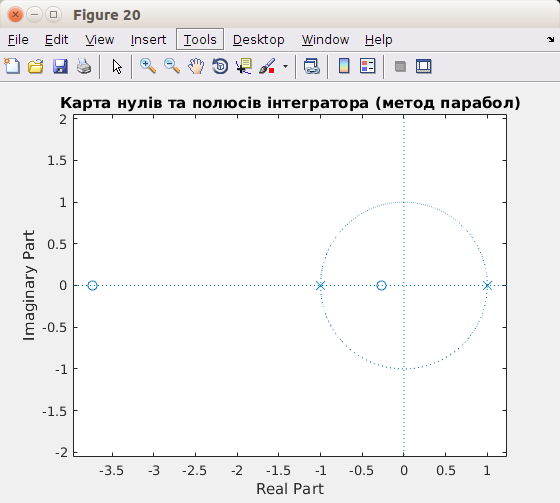 Figure 20
File Edit View Insert Tools Desktop Window Help
Карта нулів та полюсів інтегратора (метод парабол)
2
1.5
1
0.5
0
-0.5
-1
-1.5
-2
Imaginary Part
-3.5 -3 -2.5 -2 -1.5 -1 -0.5 0 0.5 1
Real Part